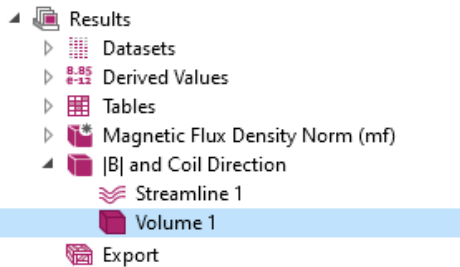 Results
Datasets
8.85
e-12 Derived Values
Tables
Magnetic Flux Density Norm (mf)
|B| and Coil Direction
Streamline 1
Volume 1
Export